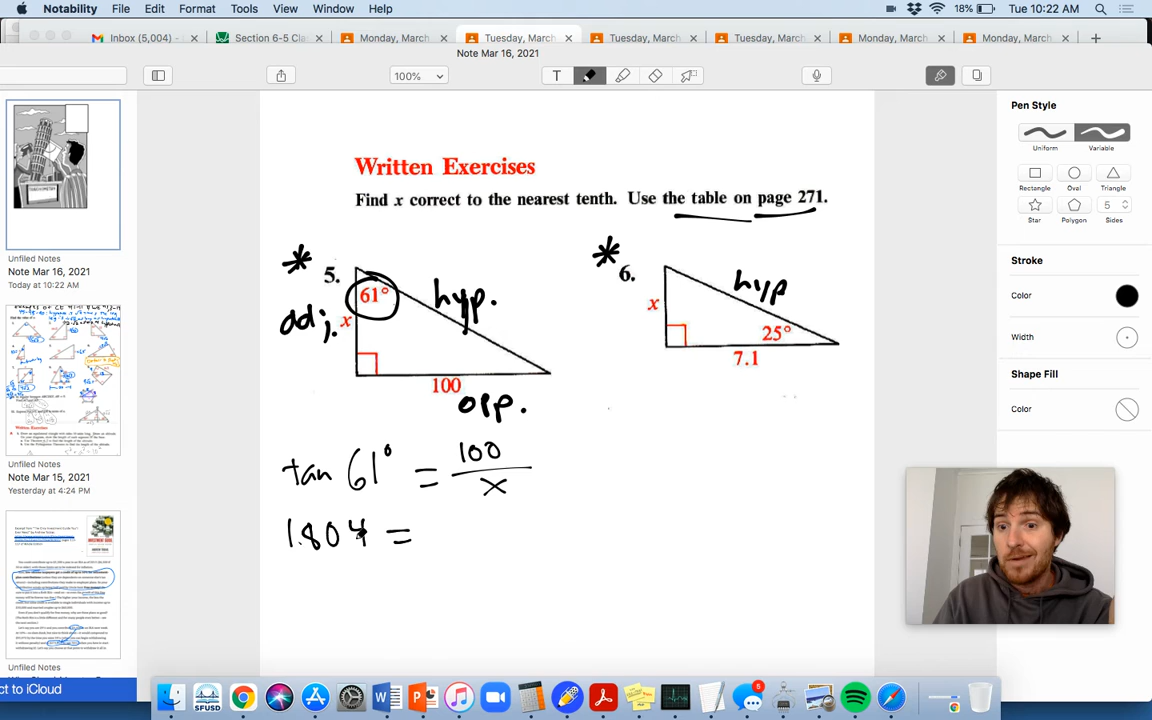 Notability File Edit Format Tools View Window Help 18% Tue 10:22 AM
Inbox (5,004) - Section 6-5 Cla Monday, March Tuesday, March Tuesday, March Tuesday, March Monday, March Monday, March
Note Mar 16, 2021
100% T
Written Exercises
Find x correct to the nearest tenth. Use the table on page 271.
* 5. 61° hyp. adj. x 100 opp.
* 6. hyp x 25° 7.1
tan 61° = 100/x
1.804 =
Unfiled Notes
Note Mar 16, 2021
Today at 10:22 AM
Unfiled Notes
Note Mar 15, 2021
Yesterday at 4:24 PM
Unfiled Notes
ct to iCloud
Pen Style
Uniform Variable
Rectangle Oval Triangle
5
Star Polygon Sides
Stroke
Color
Width
Shape Fill
Color
SFUSD
5